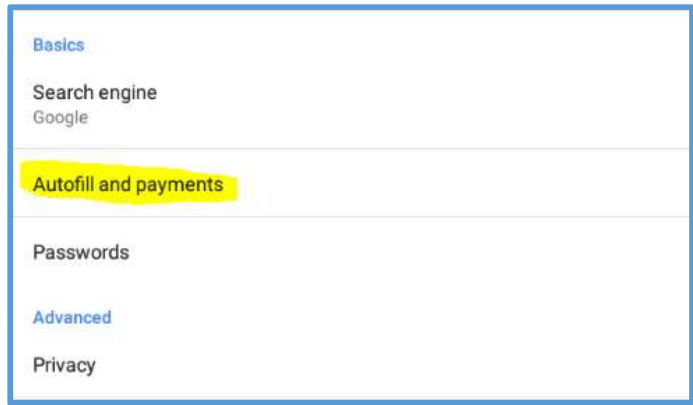 Basics
Search engine
Google
Autofill and payments
Passwords
Advanced
Privacy